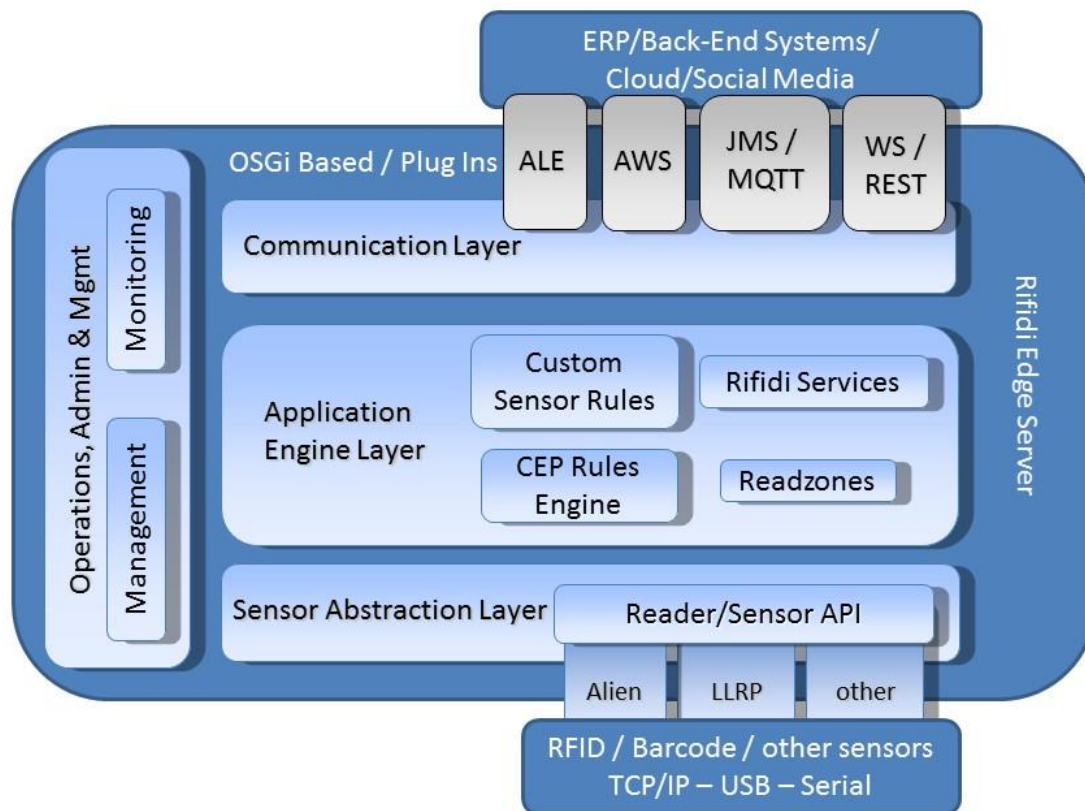 ERP/Back-End Systems/
Cloud/Social Media
OSGi Based / Plug Ins
ALE
AWS
JMS /
MQTT
WS /
REST
Communication Layer
Operations, Admin & Mgmt
Monitoring
Management
Application
Engine Layer
Custom
Sensor Rules
Rifidi Services
CEP Rules
Engine
Readzones
Rifidi Edge Server
Sensor Abstraction Layer
Reader/Sensor API
Alien
LLRP
other
RFID / Barcode / other sensors
TCP/IP – USB – Serial